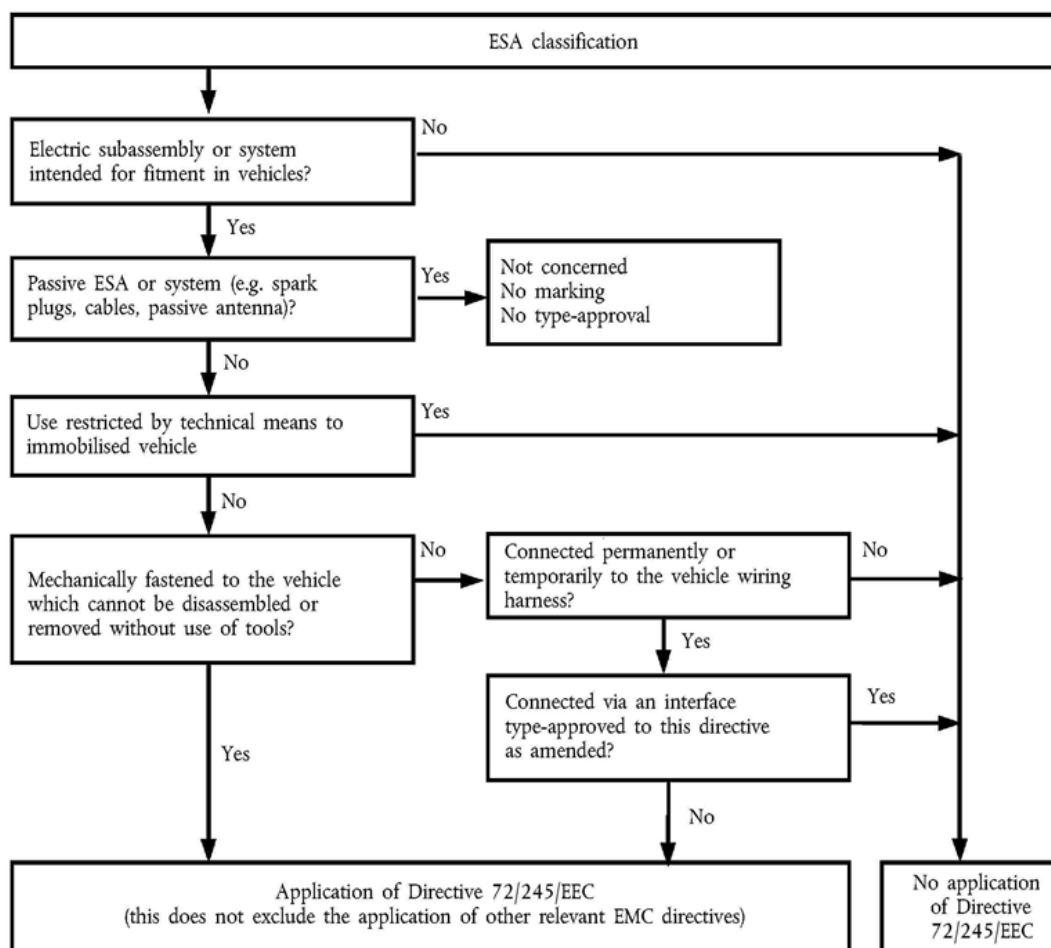 ESA classification
No
Electric subassembly or system
intended for fitment in vehicles?
Yes
Passive ESA or system (e.g. spark
plugs, cables, passive antenna)?
Yes
Not concerned
No marking
No type-approval
No
Use restricted by technical means to
immobilised vehicle
Yes
No
Mechanically fastened to the vehicle
which cannot be disassembled or
removed without use of tools?
No
Connected permanently or
temporarily to the vehicle wiring
harness?
No
Yes
Connected via an interface
type-approved to this directive
as amended?
Yes
Yes
No
Application of Directive 72/245/EEC
(this does not exclude the application of other relevant EMC directives)
No application
of Directive
72/245/EEC